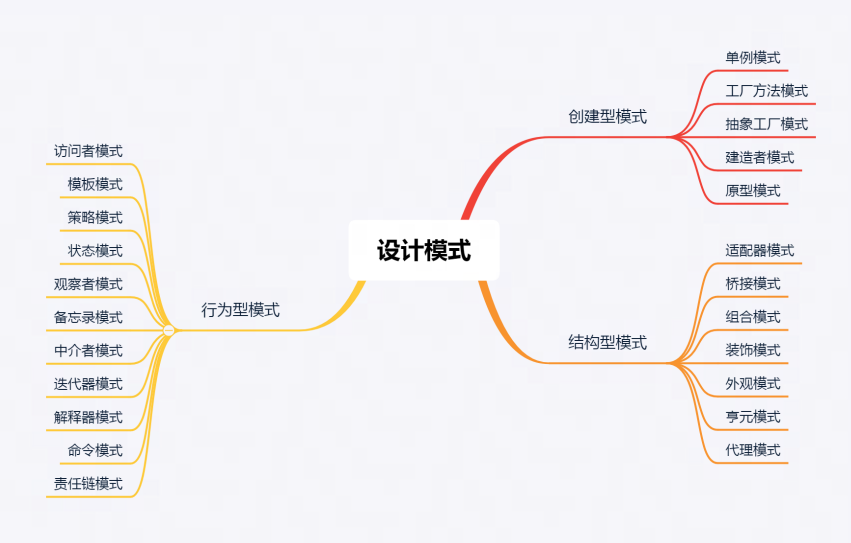 设计模式
创建型模式
单例模式
工厂方法模式
抽象工厂模式
建造者模式
原型模式
结构型模式
适配器模式
桥接模式
组合模式
装饰模式
外观模式
亨元模式
代理模式
行为型模式
访问者模式
模板模式
策略模式
状态模式
观察者模式
备忘录模式
中介者模式
迭代器模式
解释器模式
命令模式
责任链模式